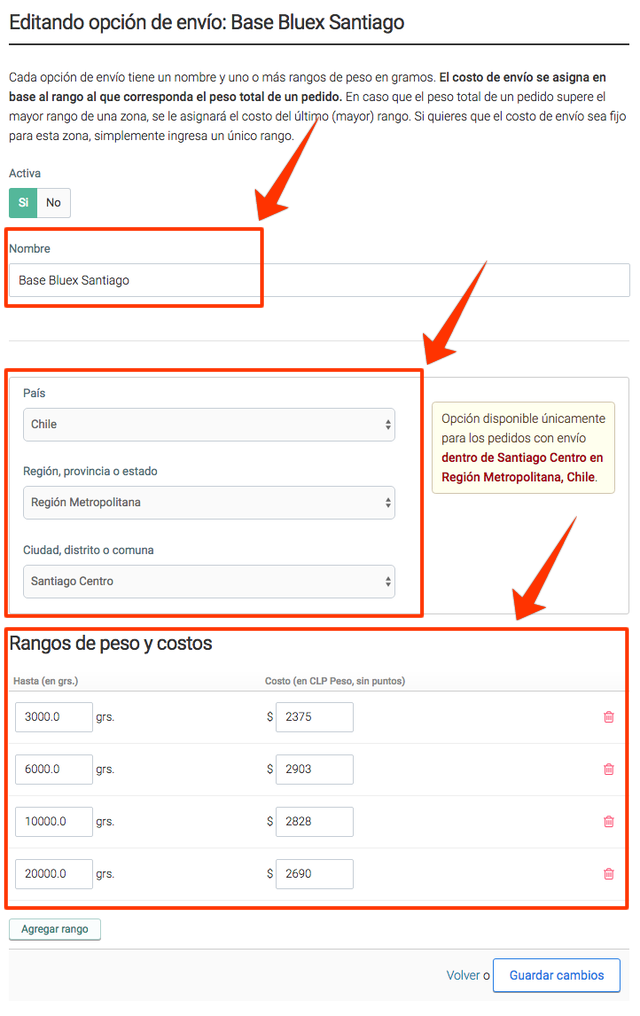 Editando opción de envío: Base Bluex Santiago
Cada opción de envío tiene un nombre y uno o más rangos de peso en gramos. El costo de envío se asigna en
base al rango al que corresponda el peso total de un pedido. En caso que el peso total de un pedido supere el
mayor rango de una zona, se le asignará el costo del último (mayor) rango. Si quieres que el costo de envío sea fijo
para esta zona, simplemente ingresa un único rango.
Activa
Si No
Nombre
Base Bluex Santiago
País
Chile
Región, provincia o estado
Región Metropolitana
Ciudad, distrito o comuna
Santiago Centro
Opción disponible únicamente
para los pedidos con envío
dentro de Santiago Centro en
Región Metropolitana, Chile.
Rangos de peso y costos
Hasta (en grs.) Costo (en CLP Peso, sin puntos)
3000.0 grs. $ 2375
6000.0 grs. $ 2903
10000.0 grs. $ 2828
20000.0 grs. $ 2690
Agregar rango
Volver o Guardar cambios